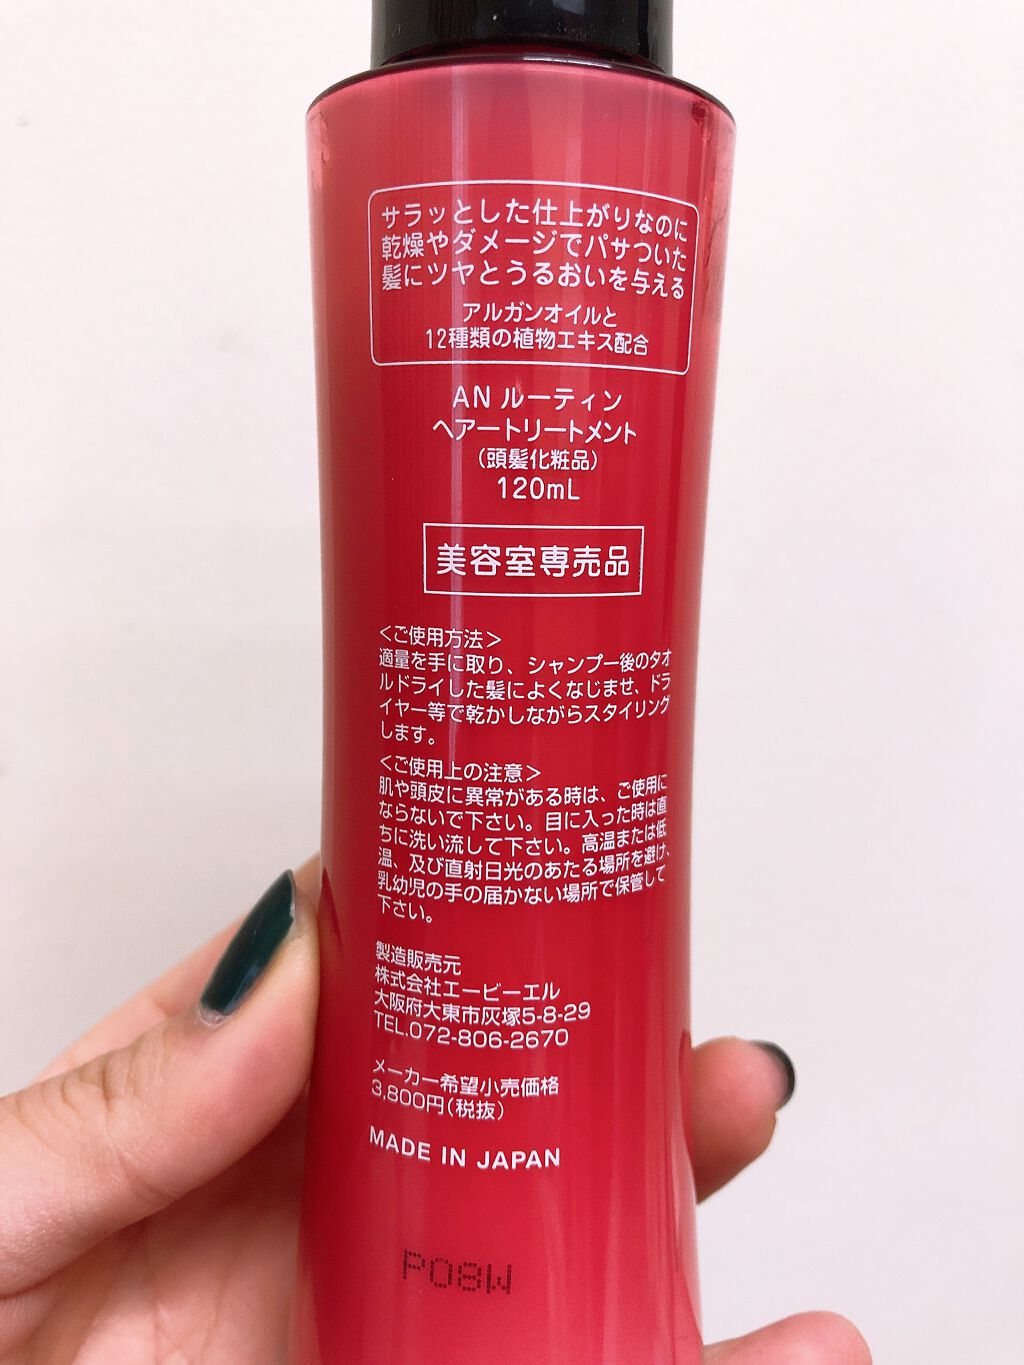 サラッとした仕上がりなのに
乾燥やダメージでパサついた
髪にツヤとうるおいを与える
アルガンオイルと
12種類の植物エキス配合
AN ルーティン
ヘアートリートメント
(頭髪化粧品)
120mL
美容室専売品
<ご使用方法>
適量を手に取り、シャンプー後のタオ
ルドライした髪によくなじませ、ドラ
イヤー等で乾かしながらスタイリング
します。
<ご使用上の注意>
肌や頭皮に異常がある時は、ご使用に
ならないで下さい。目に入った時は直
ちに洗い流して下さい。高温または低
温、及び直射日光のあたる場所を避け、
乳幼児の手の届かない場所で保管して
下さい。
製造販売元
株式会社エービーエル
大阪府大東市灰塚5-8-29
TEL.072-806-2670
メーカー希望小売価格
3,800円(税抜)
MADE IN JAPAN
P08W